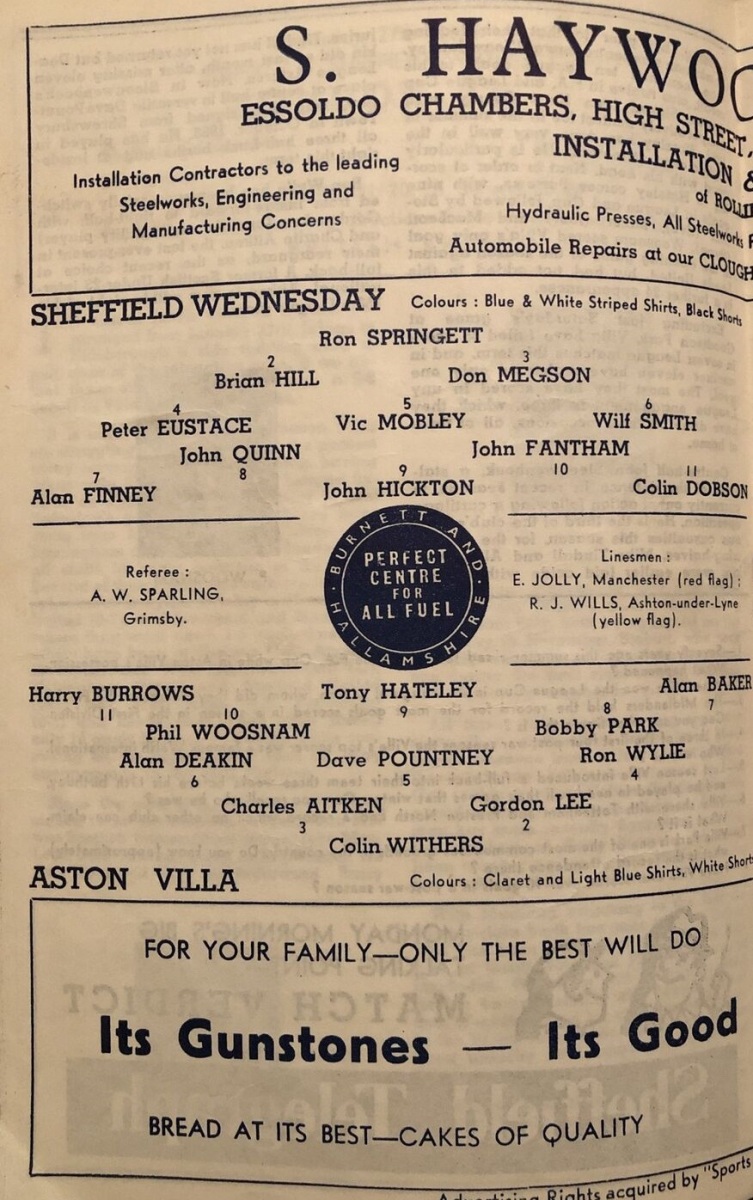 S. HAYWO
ESSOLDO CHAMBERS, HIGH STREET,
INSTALLATION &
Installation Contractors to the leading
Steelworks, Engineering and
Manufacturing Concerns
of ROLLI
Hydraulic Presses, All Steelworks
Automobile Repairs at our CLOUGH
SHEFFIELD WEDNESDAY Colours : Blue & White Striped Shirts, Black Shorts
Ron SPRINGETT
2 3
Brian HILL Don MEGSON
4 5 6
Peter EUSTACE Vic MOBLEY Wilf SMITH
John QUINN John FANTHAM
7 8 9 10 11
Alan FINNEY John HICKTON Colin DOBSON
Referee :
A. W. SPARLING,
Grimsby.
BURNETT AND HALLAMSHIRE
PERFECT
CENTRE
FOR
ALL FUEL
Linesmen :
E. JOLLY, Manchester (red flag) :
R. J. WILLS, Ashton-under-Lyne
(yellow flag).
Harry BURROWS Tony HATELEY Alan BAKER
11 10 9 8 7
Phil WOOSNAM Bobby PARK
Alan DEAKIN Dave POUNTNEY Ron WYLIE
6 5 4
Charles AITKEN Gordon LEE
3 2
Colin WITHERS
ASTON VILLA Colours : Claret and Light Blue Shirts, White Short
FOR YOUR FAMILY—ONLY THE BEST WILL DO
Its Gunstones — Its Good
BREAD AT ITS BEST—CAKES OF QUALITY
Advertising Rights acquired by "Sports